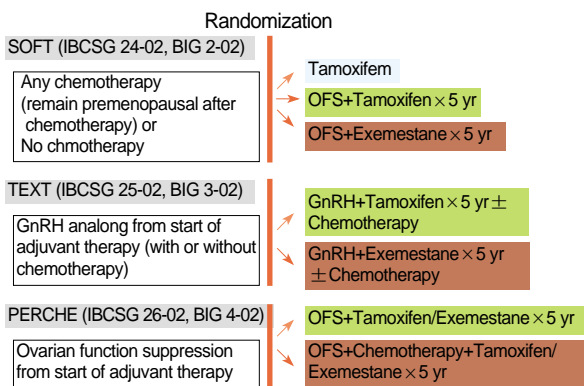 Randomization
SOFT (IBCSG 24-02, BIG 2-02)
Any chemotherapy
(remain premenopausal after
chemotherapy) or
No chmotherapy
Tamoxifem
OFS+Tamoxifen×5 yr
OFS+Exemestane×5 yr
TEXT (IBCSG 25-02, BIG 3-02)
GnRH analong from start of
adjuvant therapy (with or without
chemotherapy)
GnRH+Tamoxifen×5 yr±
Chemotherapy
GnRH+Exemestane×5 yr
±Chemotherapy
PERCHE (IBCSG 26-02, BIG 4-02)
Ovarian function suppression
from start of adjuvant therapy
OFS+Tamoxifen/Exemestane×5 yr
OFS+Chemotherapy+Tamoxifen/
Exemestane×5 yr